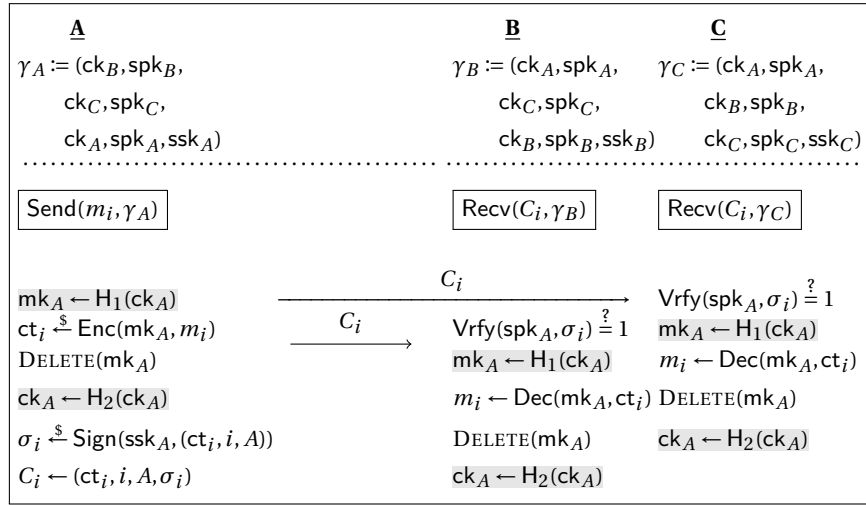 A B C
γ_A := (ck_B, spk_B, γ_B := (ck_A, spk_A, γ_C := (ck_A, spk_A,
ck_C, spk_C, ck_C, spk_C, ck_B, spk_B,
ck_A, spk_A, ssk_A) ck_B, spk_B, ssk_B) ck_C, spk_C, ssk_C)
Send(m_i, γ_A) Recv(C_i, γ_B) Recv(C_i, γ_C)
C_i
mk_A ← H_1(ck_A) Vrfy(spk_A, σ_i) ≟ 1
ct_i ←$ Enc(mk_A, m_i) C_i Vrfy(spk_A, σ_i) ≟ 1 mk_A ← H_1(ck_A)
DELETE(mk_A) mk_A ← H_1(ck_A) m_i ← Dec(mk_A, ct_i)
ck_A ← H_2(ck_A) m_i ← Dec(mk_A, ct_i) DELETE(mk_A)
σ_i ←$ Sign(ssk_A, (ct_i, i, A)) DELETE(mk_A) ck_A ← H_2(ck_A)
C_i ← (ct_i, i, A, σ_i) ck_A ← H_2(ck_A)